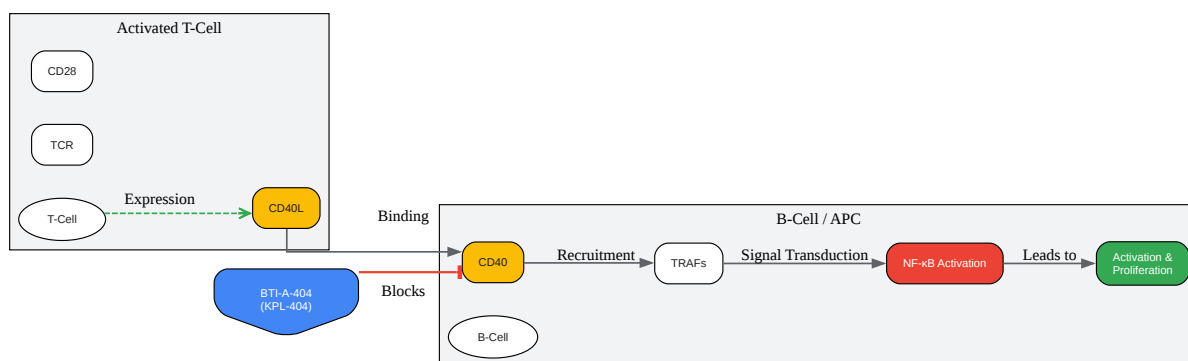 Activated T-Cell
CD28
TCR
T-Cell
Expression
CD40L
Binding
B-Cell / APC
CD40
Recruitment
TRAFs
Signal Transduction
NF-κB Activation
Leads to
Activation &
Proliferation
BTI-A-404
(KPL-404)
Blocks
B-Cell